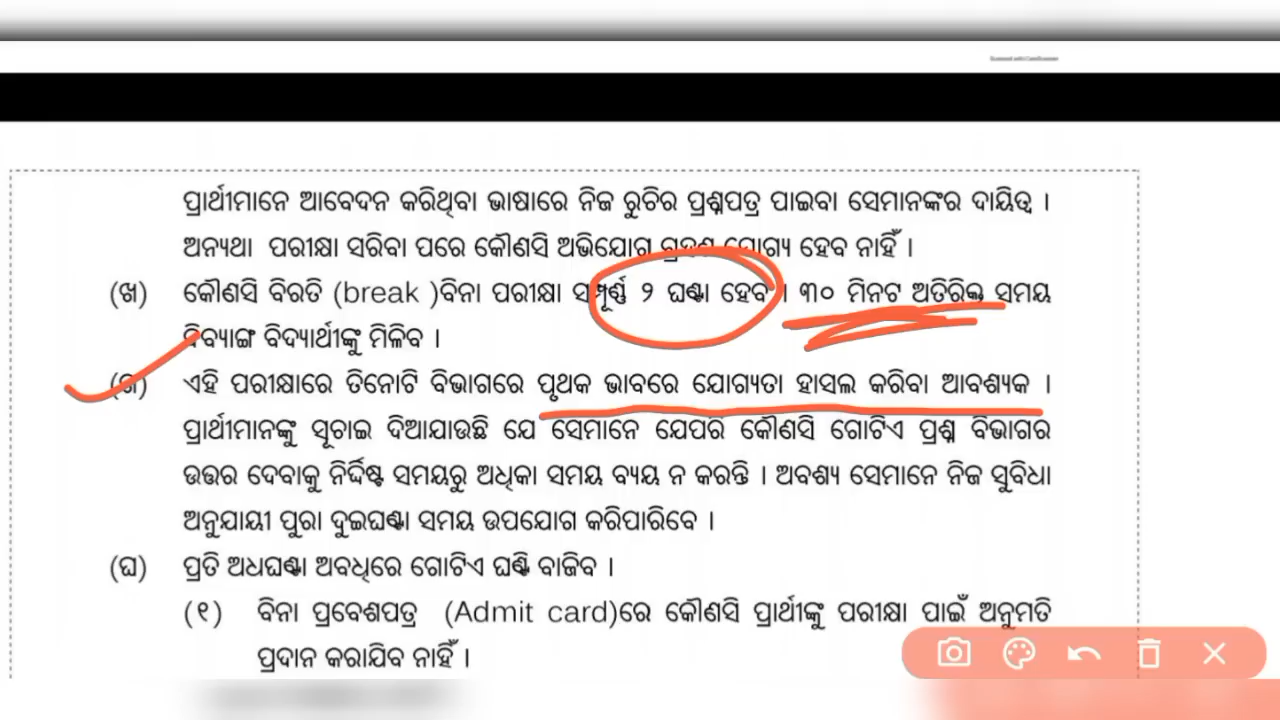 ପ୍ରାର୍ଥୀମାନେ ଆବେଦନ କରିଥିବା ଭାଷାରେ ନିଜ ରୁଚିର ପ୍ରଶ୍ନପତ୍ର ପାଇବା ସେମାନଙ୍କର ଦାୟିତ୍ୱ ।
ଅନ୍ୟଥା ପରୀକ୍ଷା ସରିବା ପରେ କୌଣସି ଅଭିଯୋଗ ଗ୍ରହଣ ଯୋଗ୍ୟ ହେବ ନାହିଁ ।
(ଖ) କୌଣସି ବିରତି (break )ବିନା ପରୀକ୍ଷା ସମ୍ପୂର୍ଣ୍ଣ ୨ ଘଣ୍ଟା ହେବ । ୩୦ ମିନଟ ଅତିରିକ୍ତ ସମୟ
ଦିବ୍ୟାଙ୍ଗ ବିଦ୍ୟାର୍ଥୀଙ୍କୁ ମିଳିବ ।
(ଗ) ଏହି ପରୀକ୍ଷାରେ ତିନୋଟି ବିଭାଗରେ ପୃଥକ ଭାବରେ ଯୋଗ୍ୟତା ହାସଲ କରିବା ଆବଶ୍ୟକ ।
ପ୍ରାର୍ଥୀମାନଙ୍କୁ ସୂଚାଇ ଦିଆଯାଉଛି ଯେ ସେମାନେ ଯେପରି କୌଣସି ଗୋଟିଏ ପ୍ରଶ୍ନ ବିଭାଗର
ଉତ୍ତର ଦେବାକୁ ନିର୍ଦ୍ଦିଷ୍ଟ ସମୟରୁ ଅଧିକା ସମୟ ବ୍ୟୟ ନ କରନ୍ତି । ଅବଶ୍ୟ ସେମାନେ ନିଜ ସୁବିଧା
ଅନୁଯାୟୀ ପୁରା ଦୁଇଘଣ୍ଟା ସମୟ ଉପଯୋଗ କରିପାରିବେ ।
(ଘ) ପ୍ରତି ଅଧଘଣ୍ଟା ଅବଧିରେ ଗୋଟିଏ ଘଣ୍ଟି ବାଜିବ ।
(୧) ବିନା ପ୍ରବେଶପତ୍ର (Admit card)ରେ କୌଣସି ପ୍ରାର୍ଥୀଙ୍କୁ ପରୀକ୍ଷା ପାଇଁ ଅନୁମତି
ପ୍ରଦାନ କରାଯିବ ନାହିଁ ।